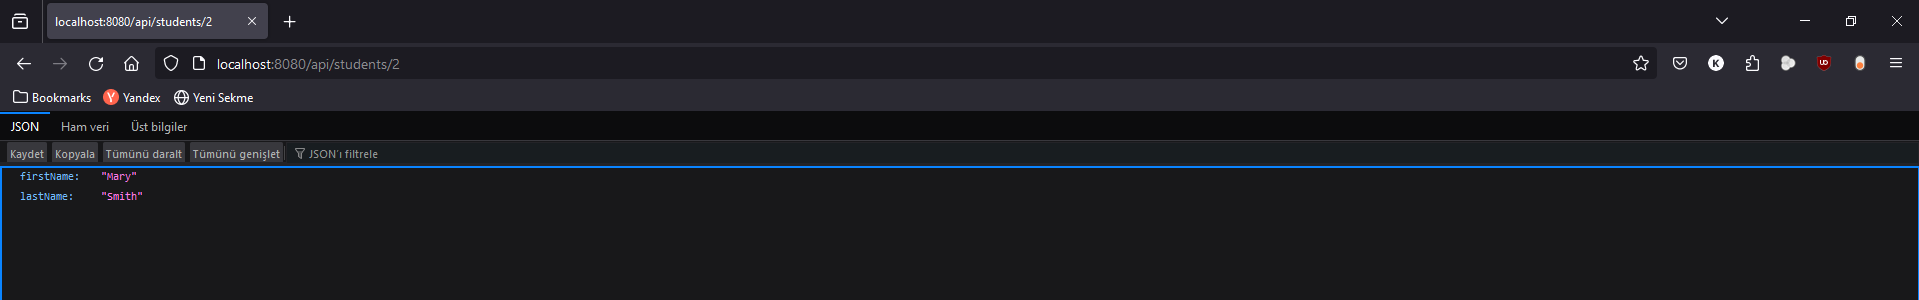 localhost:8080/api/students/2
localhost:8080/api/students/2
Bookmarks Yandex Yeni Sekme
JSON Ham veri Üst bilgiler
Kaydet Kopyala Tümünü daralt Tümünü genişlet JSON'ı filtrele
firstName: "Mary"
lastName: "Smith"